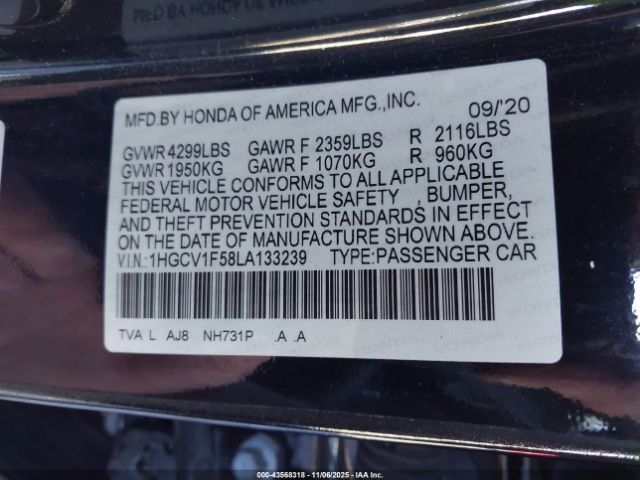 MFD.BY HONDA OF AMERICA MFG.,INC. 09/'20
GVWR 4299LBS GAWR F 2359LBS R 2116LBS
GVWR 1950KG GAWR F 1070KG R 960KG
THIS VEHICLE CONFORMS TO ALL APPLICABLE
FEDERAL MOTOR VEHICLE SAFETY , BUMPER,
AND THEFT PREVENTION STANDARDS IN EFFECT
ON THE DATE OF MANUFACTURE SHOWN ABOVE.
V.I.N.:1HGCV1F58LA133239 TYPE:PASSENGER CAR
TVA L AJ8 NH731P .A .A
00-43568318 | 11/06/2025 | IAA Inc.